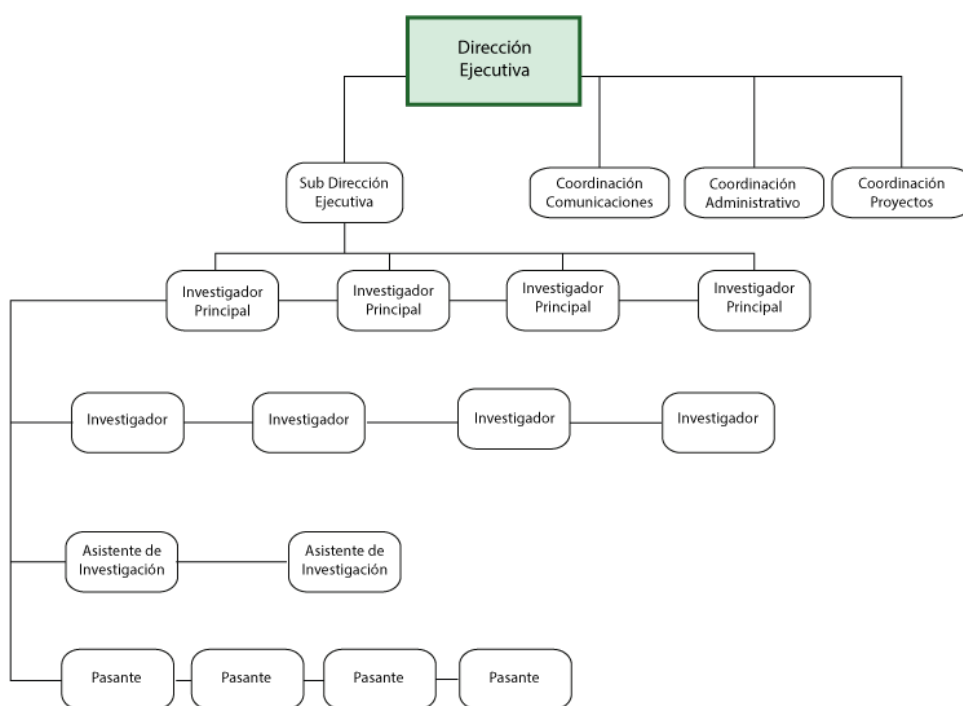 Dirección
Ejecutiva
Sub Dirección
Ejecutiva
Coordinación
Comunicaciones
Coordinación
Administrativo
Coordinación
Proyectos
Investigador
Principal
Investigador
Principal
Investigador
Principal
Investigador
Principal
Investigador
Investigador
Investigador
Investigador
Asistente de
Investigación
Asistente de
Investigación
Pasante
Pasante
Pasante
Pasante